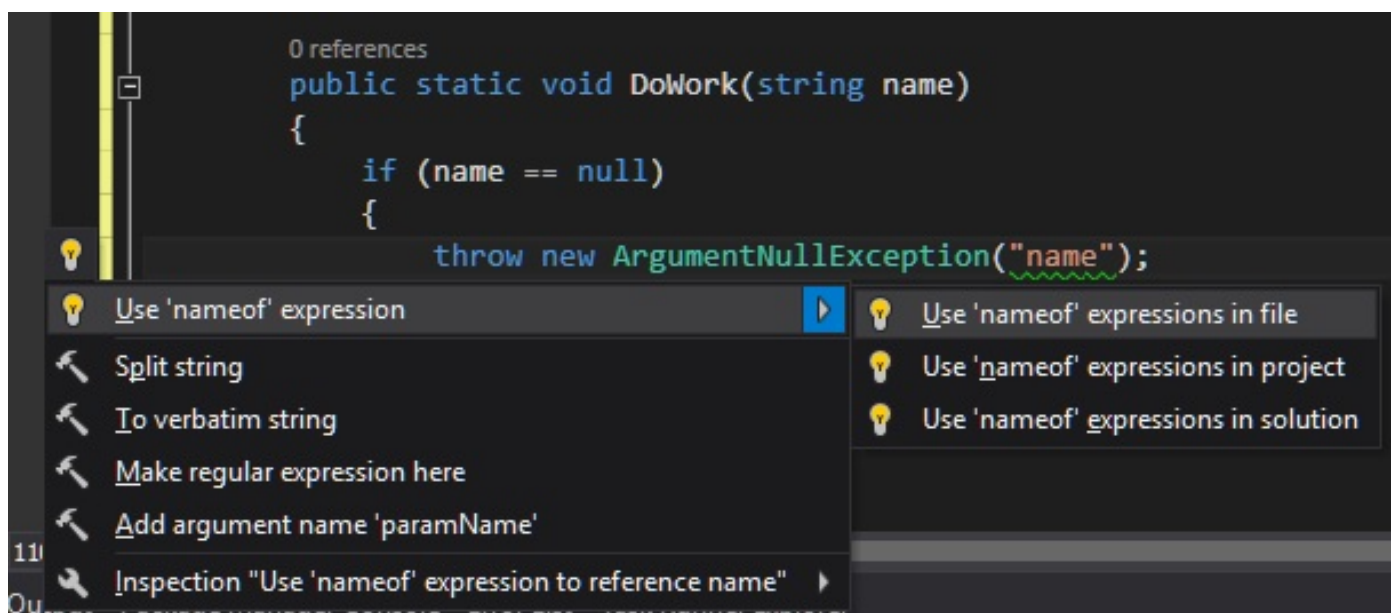 0 references
public static void DoWork(string name)
{
if (name == null)
{
throw new ArgumentNullException("name");
Use 'nameof' expression
Split string
To verbatim string
Make regular expression here
Add argument name 'paramName'
Inspection "Use 'nameof' expression to reference name"
Use 'nameof' expressions in file
Use 'nameof' expressions in project
Use 'nameof' expressions in solution